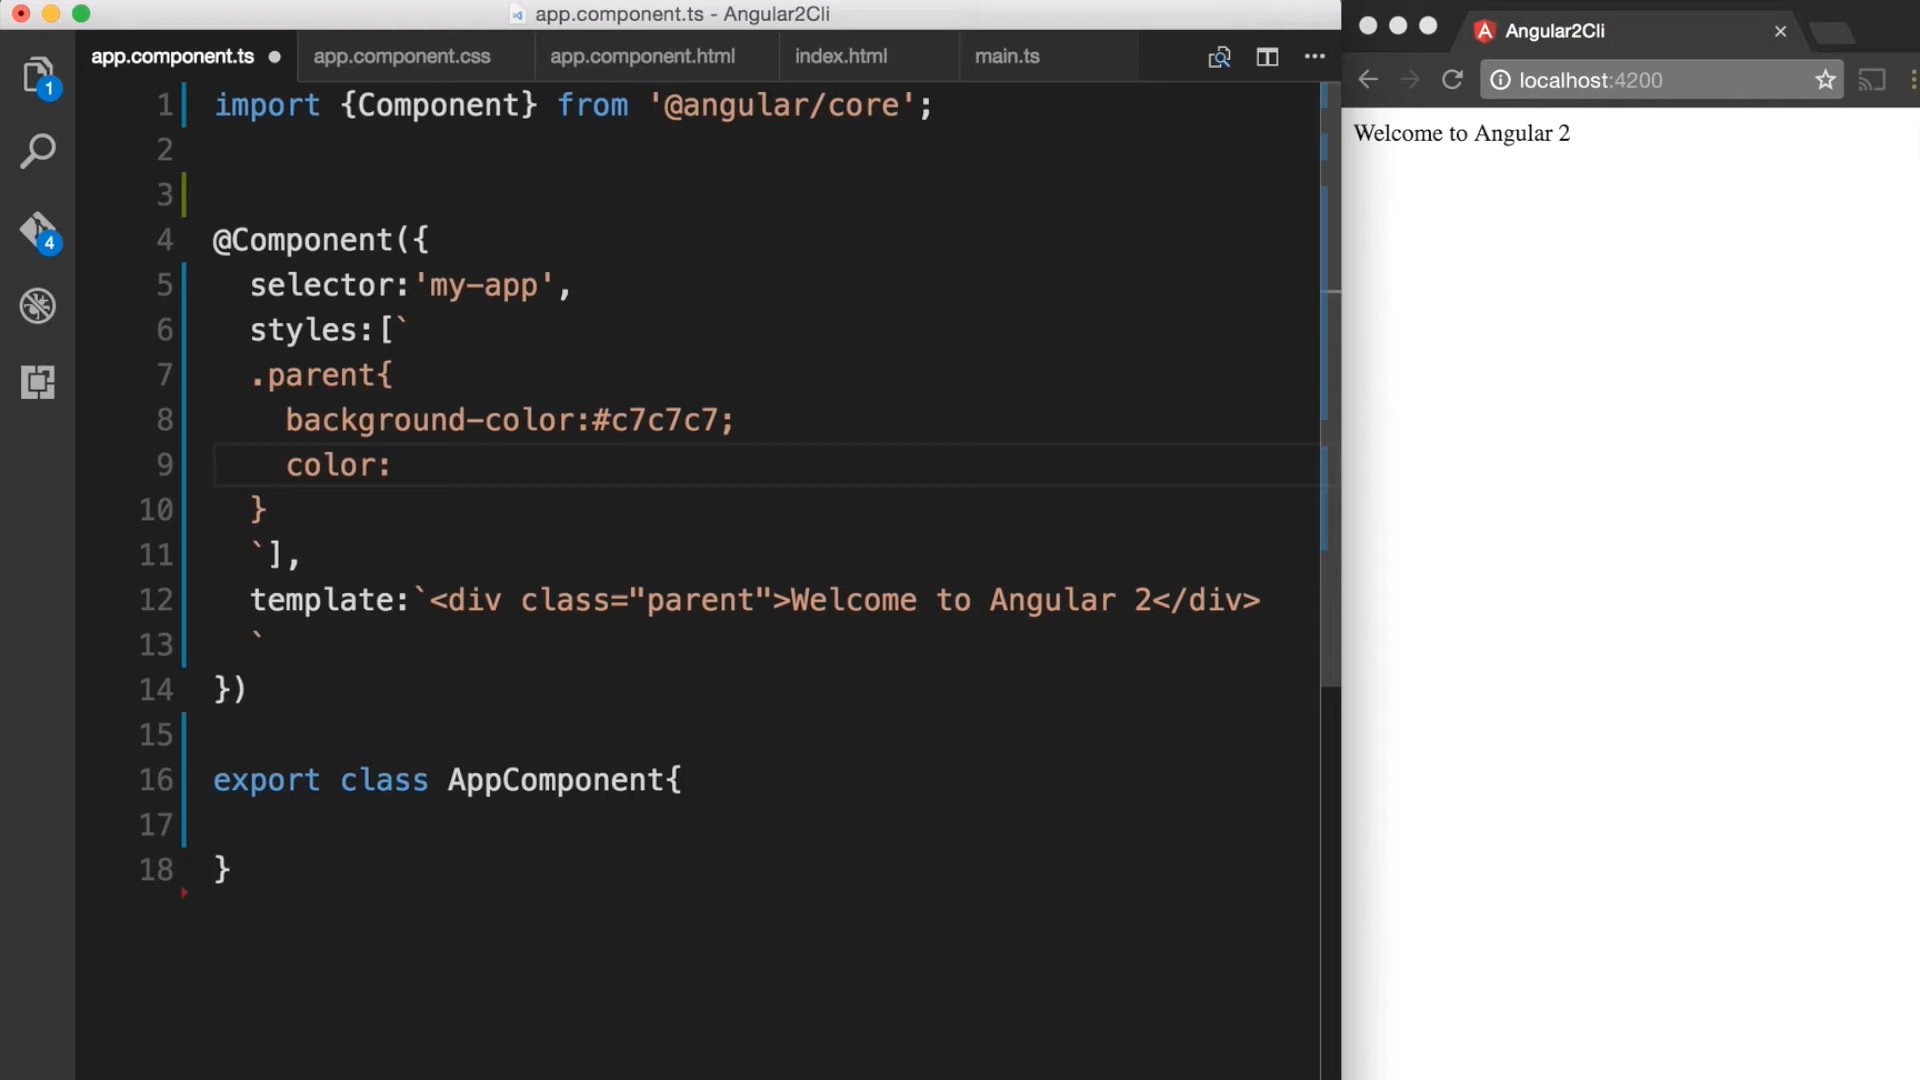 app.component.ts - Angular2Cli
Angular2Cli
app.component.ts
app.component.css
app.component.html
index.html
main.ts
localhost:4200
1
4
1 import {Component} from '@angular/core';
2
3
4 @Component({
5   selector:'my-app',
6   styles:[`
7   .parent{
8     background-color:#c7c7c7;
9     color:
10   }
11   `],
12   template:`<div class="parent">Welcome to Angular 2</div>
13   `
14 })
15
16 export class AppComponent{
17
18 }
Welcome to Angular 2